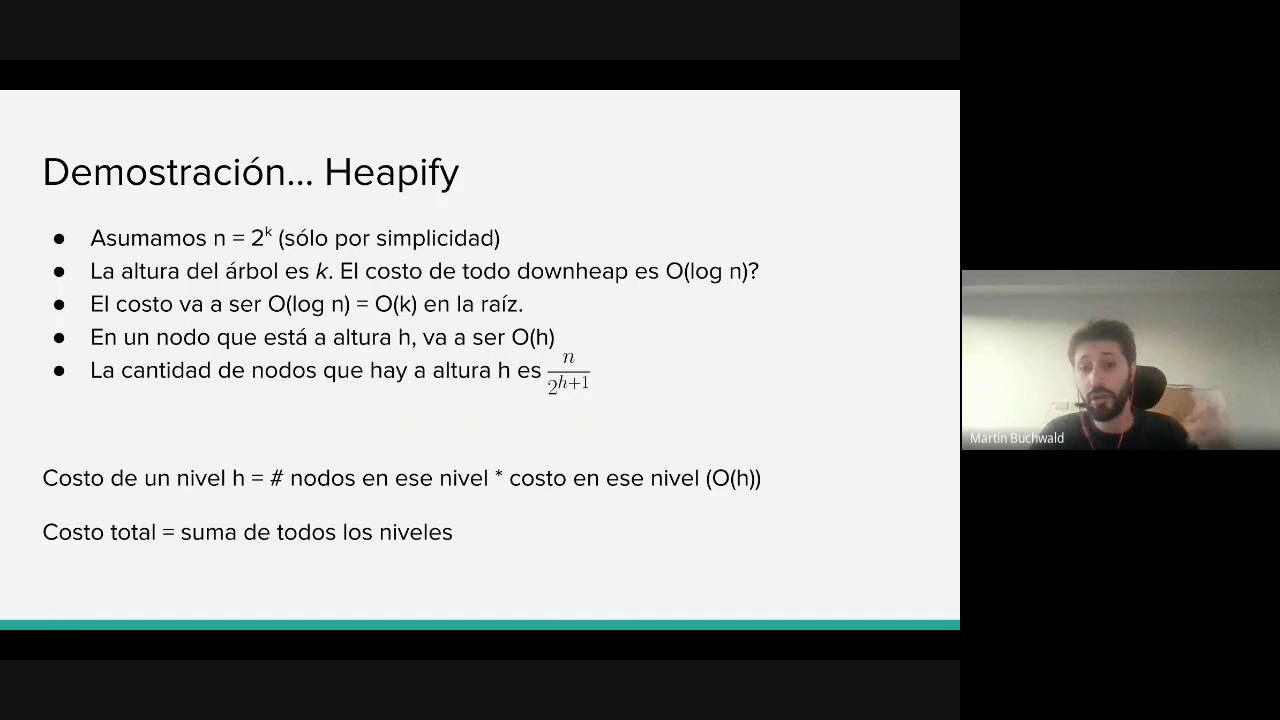 Demostración... Heapify
● Asumamos n = 2^k (sólo por simplicidad)
● La altura del árbol es k. El costo de todo downheap es O(log n)?
● El costo va a ser O(log n) = O(k) en la raíz.
● En un nodo que está a altura h, va a ser O(h)
● La cantidad de nodos que hay a altura h es n/2^(h+1)
Costo de un nivel h = # nodos en ese nivel * costo en ese nivel (O(h))
Costo total = suma de todos los niveles
Martín Buchwald